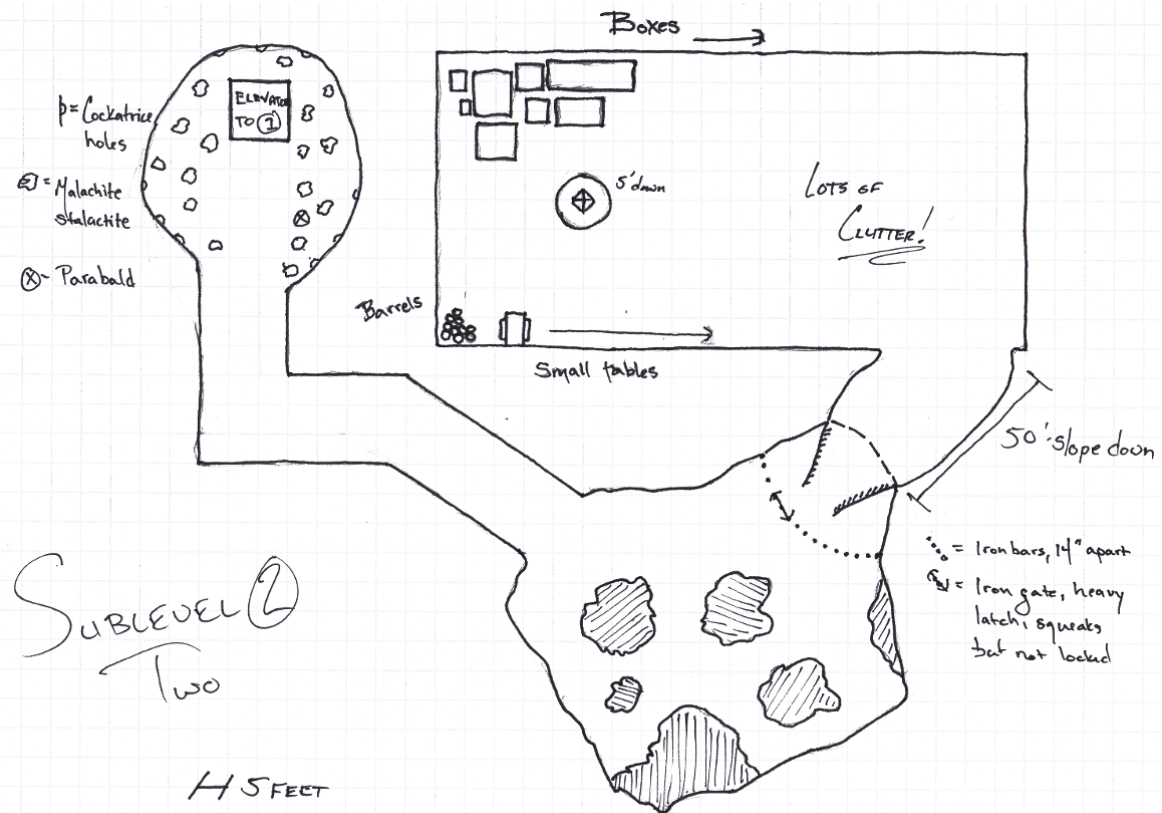 Boxes
ELEVATOR
TO 1
p = Cockatrice
holes
= Malachite
stalactite
- Parabald
5' down
LOTS OF
CLUTTER!
Barrels
Small tables
50' slope down
= Iron bars, 14" apart
= Iron gate, heavy
latch, squeaks
but not locked
SUBLEVEL 2
Two
5 FEET